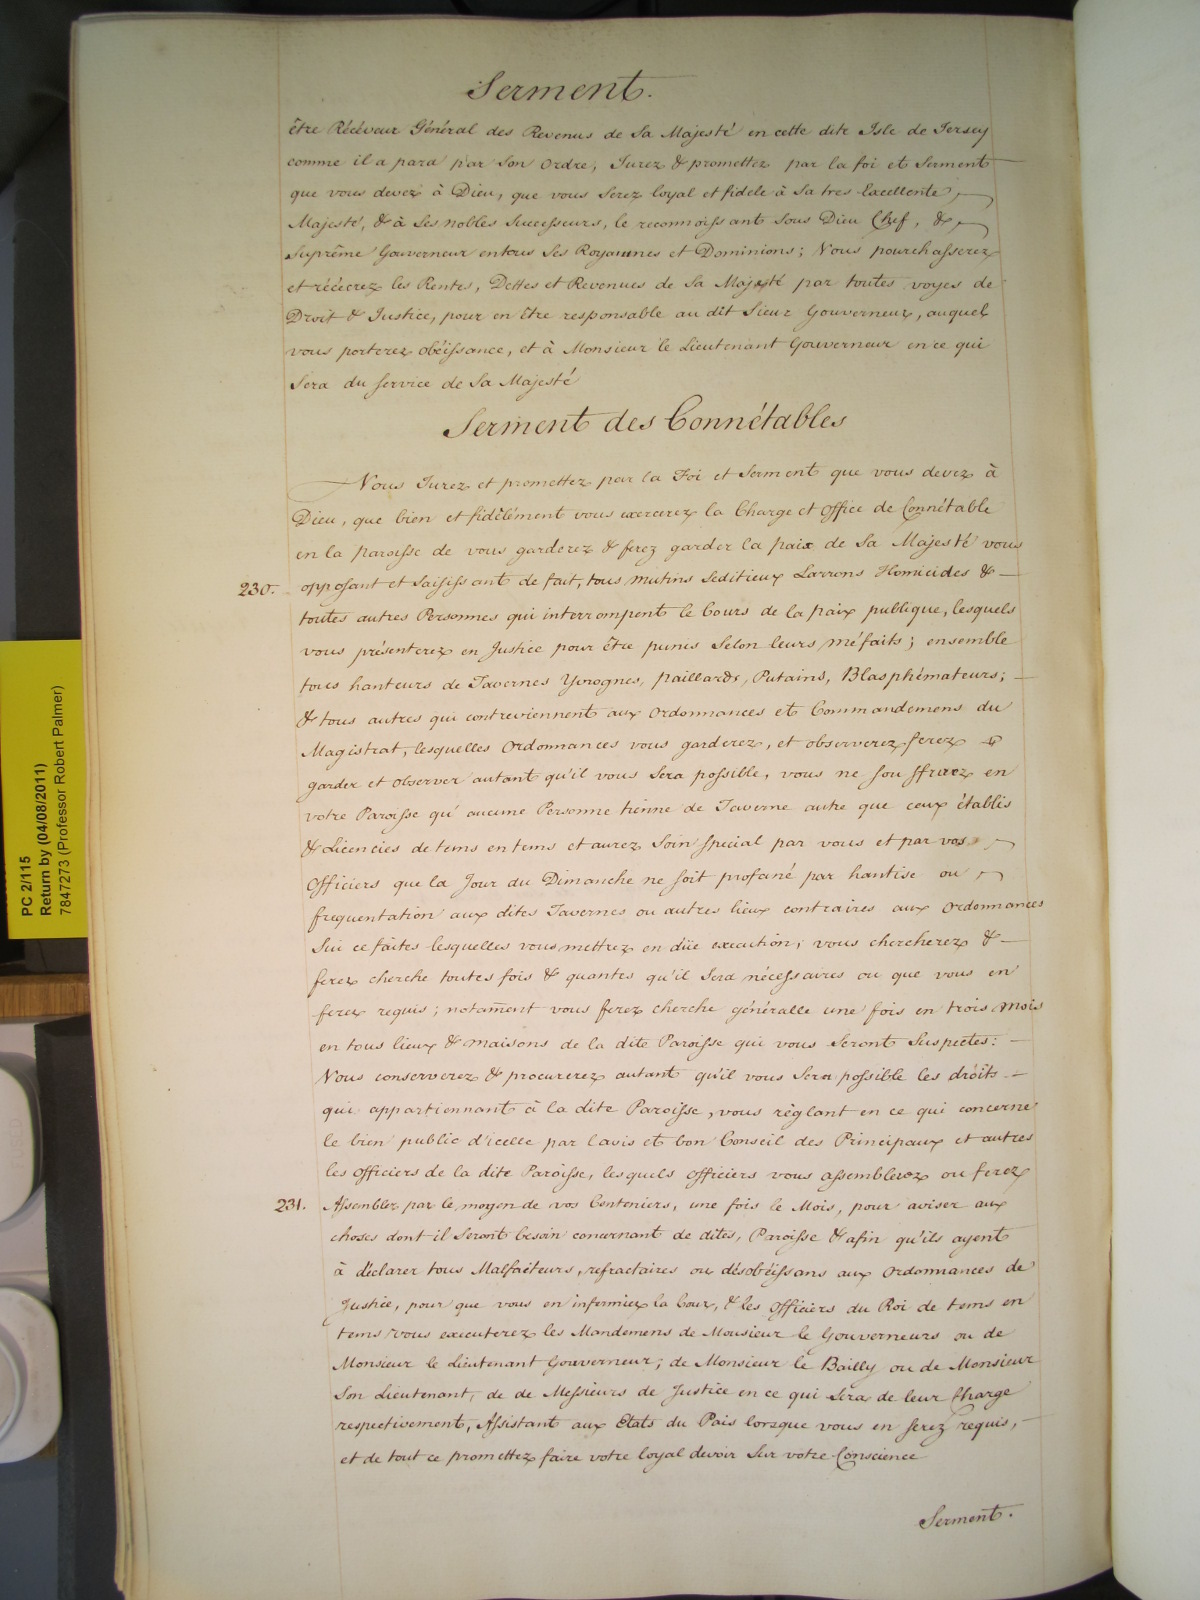 Serment.
être Récéveur Général des Revenus de Sa Majesté en cette dite Isle de Jersey
comme il a para par Son Ordre, Jurez & promettez par la foi et Serment
que vous devez à Dieu, que vous Serez loyal et fidele à Sa tres Excellente
Majesté, & à Ses nobles Successeurs, le reconnoissant Sous Dieu Chef, &
Suprême Gouverneur en tous Ses Royaumes et Dominions; Vous pourchasserez
et récécrez les Rentes, Dettes et Revenues de Sa Majesté par toutes voyes de
Droit & Justice, pour en être responsable au dit Sieur Gouverneur, auquel
vous porterez obéissance, et à Monsieur le Lieutenant Gouverneur en ce qui
Sera du service de Sa Majesté
Serment des Connétables
Vous Jurez et promettez par la Foi et Serment que vous devez à
Dieu, que bien et fidèlément vous exercerez la Charge et Office de Connétable
en la paroisse de vous garderez & ferez garder la paix de Sa Majesté vous
230. opposant et Saisissant de fait, tous mutins Seditieux Larrons Homicides &
toutes autres Personnes qui interrompent le Cours de la paix publique, lesquels
vous présenterez en Justice pour être punis Selon leurs méfaits; ensemble
tous hanteurs de Tavernes Yvrognes, paillards, Putains, Blasphémateurs;
& tous autres qui contreviennent aux Ordonnances et Commandemens du
Magistrat, lesquelles Ordonnances vous garderez, et observerez ferez
garder et observer autant qu'il vous Sera possible, vous ne souffrirez en
votre Paroisse qu'aucune Personne tienne de Taverne autre que ceux établis
& Licenciés de tems en tems et aurez Soin special par vous et par vos
Officiers que la Jour du Dimanche ne soit profané par hantise ou
frequentation aux dites Tavernes ou autres lieux contraires aux Ordonnances
Sui ce faites lesquelles vous mettrez en düe execution; vous chercherez &
ferez cherche toutes fois & quantes qu'il Sera nécessaires ou que vous en
ferez requis; notam̄ent vous ferez cherche généralle une fois en trois Mois
en tous lieux & maisons de la dite Paroisse qui vous Seront Suspectes:
Vous conserverez & procurerez autant qu'il vous Sera possible les droits
qui appartiennant à la dite Paroisse, vous règlant en ce qui concerne
le bien public d'icelle par lavis et bon Conseil des Principaux et autres
les Officiers de la dite Paroisse, lesquels Officiers vous assemblerez ou ferez
231. Assembler par le moyen de vos Centeniers, une fois le Mois, pour aviser aux
choses dont il Seront besoin concernant de dites, Paroisse & afin qu'ils ayent
à déclarer tous Malfaiteurs, refractaires ou désobéissans aux Ordonnances de
Justice, pour que vous en informiez la Cour, & les Officiers du Roi de tems en
tems vous executerez les Mandemens de Monsieur le Gouverneurs ou de
Monsieur le Lieutenant Gouverneur; de Monsieur le Bailly ou de Monsieur
Son Lieutenant, de de Messieurs de Justice en ce qui Sera de leur Charge
respectivement, Assistant aux Etats du Pais lorsque vous en serez requis,
et de tout ce promettez faire votre loyal devoir Sur votre Conscience
Serment.
PC 2/115
Return by (04/08/2011)
7847273 (Professor Robert Palmer)